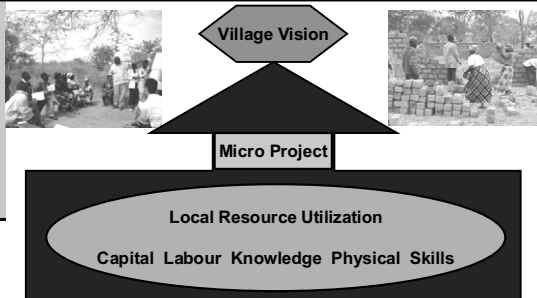 Village Vision
Micro Project
Local Resource Utilization
Capital Labour Knowledge Physical Skills